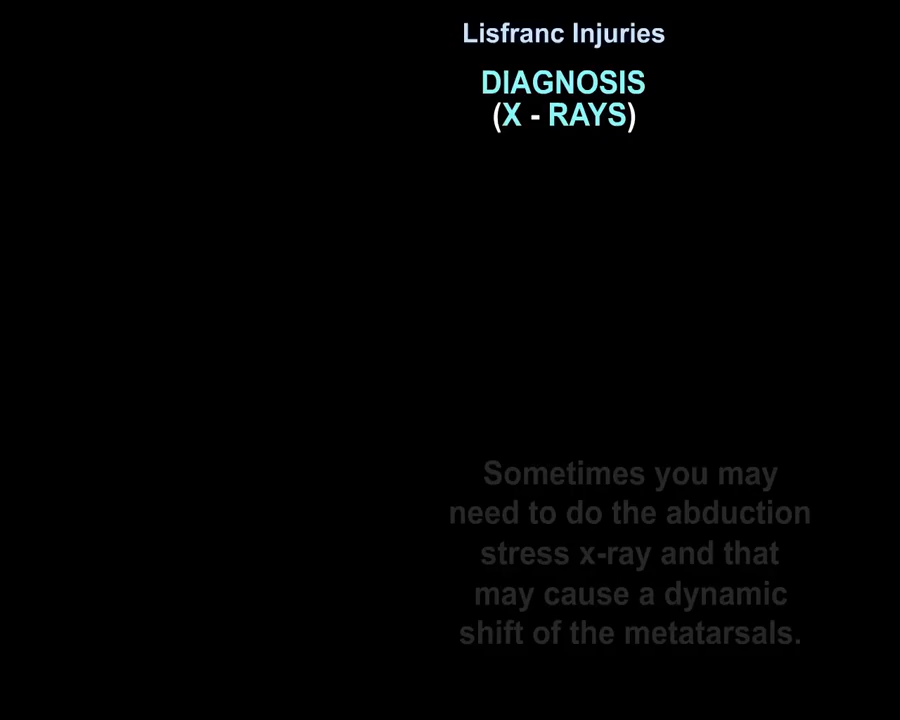 Lisfranc Injuries
DIAGNOSIS
(X - RAYS)
Sometimes you may
need to do the abduction
stress x-ray and that
may cause a dynamic
shift of the metatarsals.